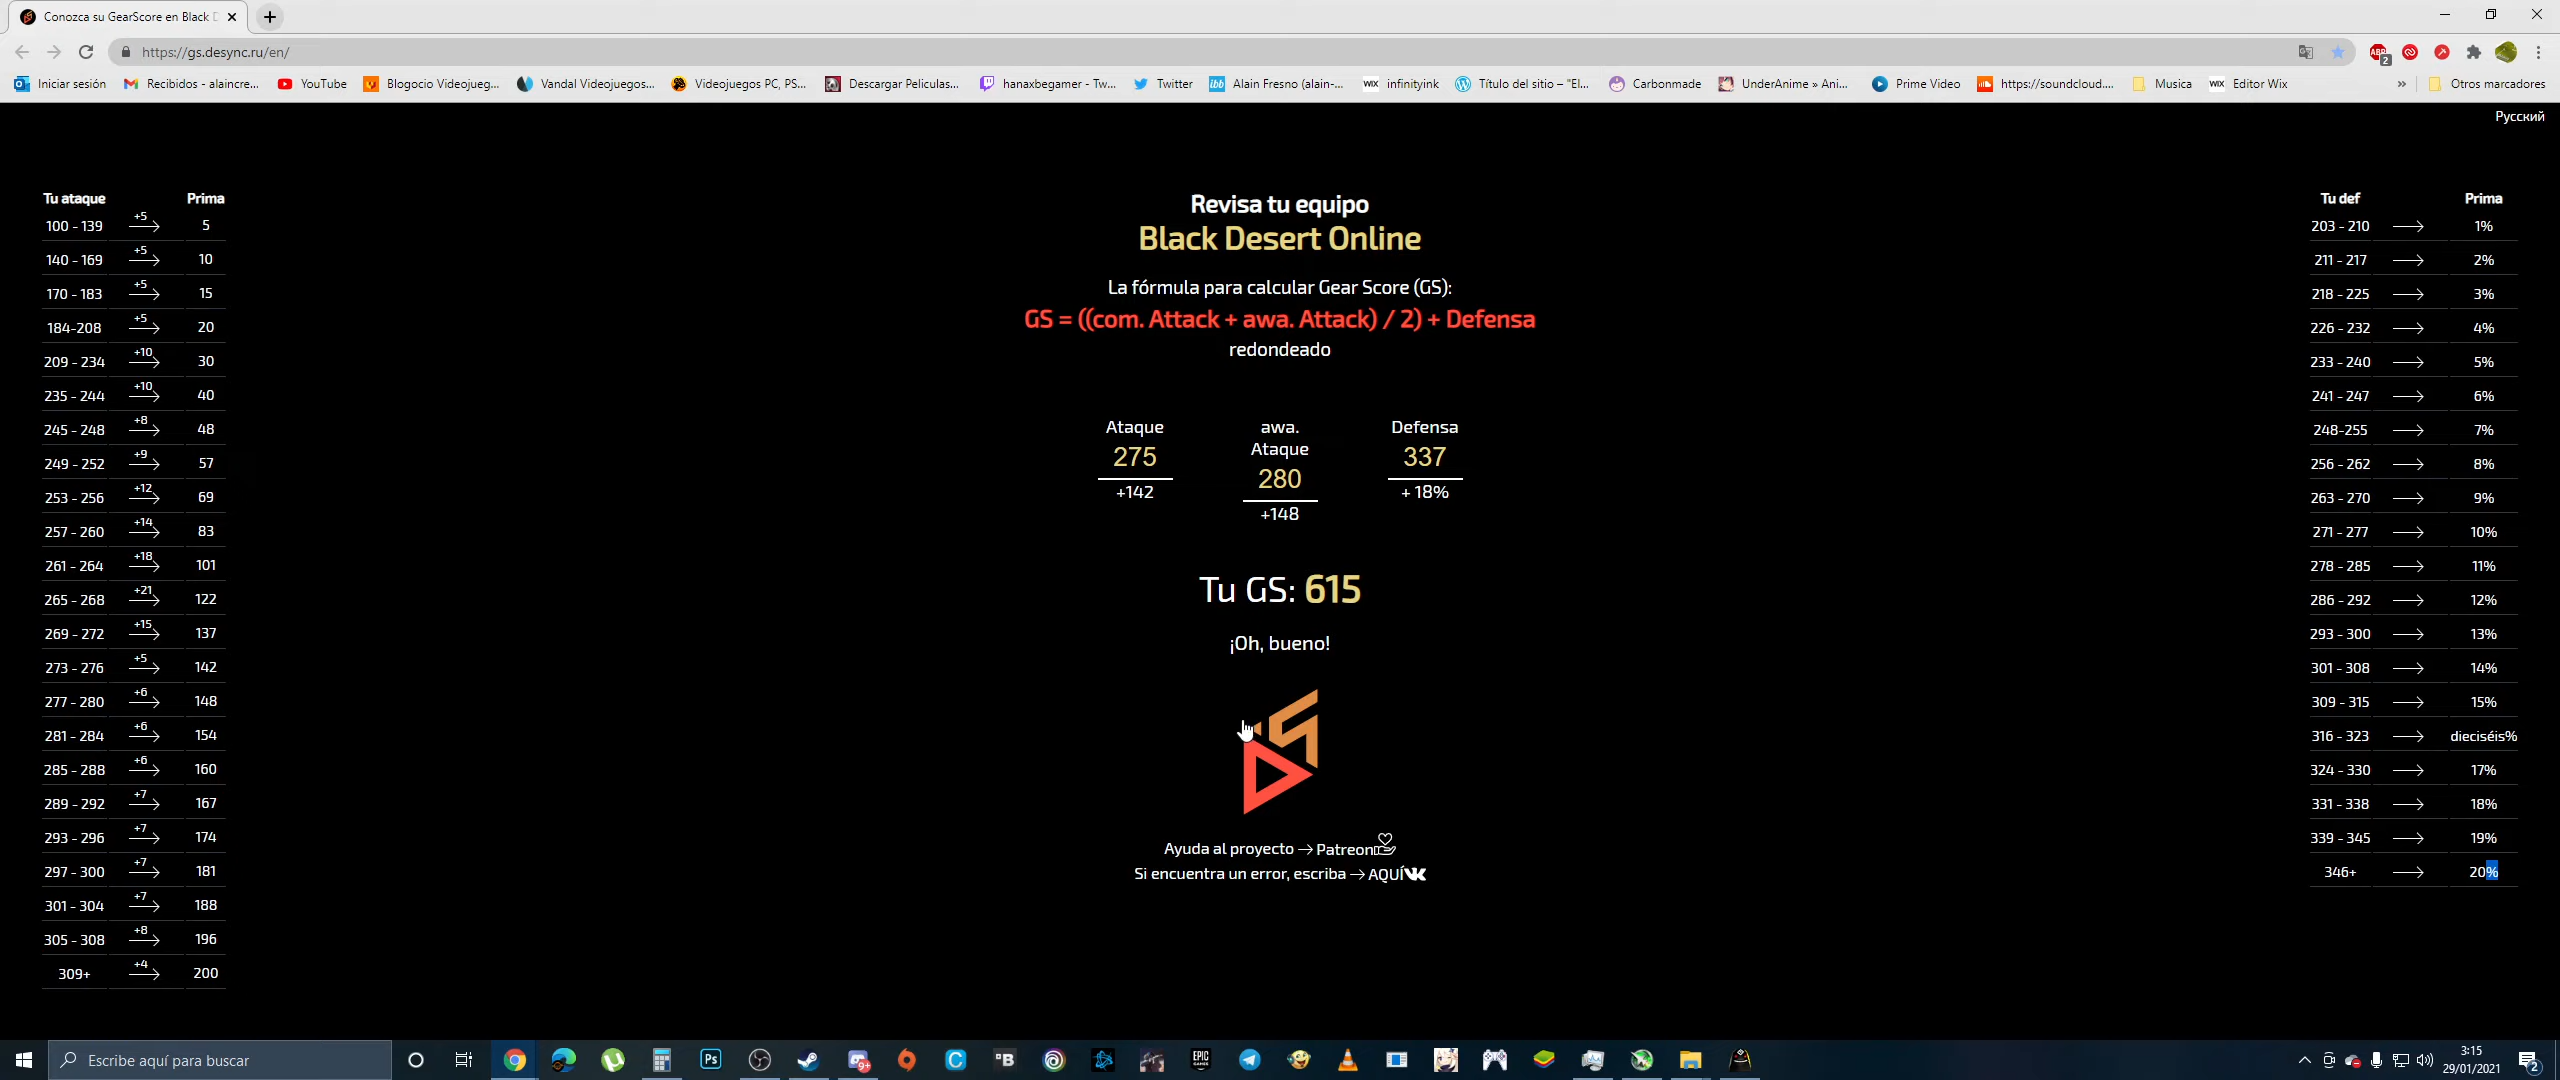 Conozca su GearScore en Black D
https://gs.desync.ru/en/
Iniciar sesión
Recibidos - alaincre...
YouTube
Blogocio Videojueg...
Vandal Videojuegos...
Videojuegos PC, PS...
Descargar Peliculas...
hanaxbegamer - Tw...
Twitter
Alain Fresno (alain-...
infinityink
Título del sitio – "El...
Carbonmade
UnderAnime » Ani...
Prime Video
https://soundcloud....
Musica
Editor Wix
»
Otros marcadores
Русский
Tu ataque Prima
100 - 139 +5 5
140 - 169 +5 10
170 - 183 +5 15
184-208 +5 20
209 - 234 +10 30
235 - 244 +10 40
245 - 248 +8 48
249 - 252 +9 57
253 - 256 +12 69
257 - 260 +14 83
261 - 264 +18 101
265 - 268 +21 122
269 - 272 +15 137
273 - 276 +5 142
277 - 280 +6 148
281 - 284 +6 154
285 - 288 +6 160
289 - 292 +7 167
293 - 296 +7 174
297 - 300 +7 181
301 - 304 +7 188
305 - 308 +8 196
309+ +4 200
Revisa tu equipo
Black Desert Online
La fórmula para calcular Gear Score (GS):
GS = ((com. Attack + awa. Attack) / 2) + Defensa
redondeado
Ataque
275
+142
awa.
Ataque
280
+148
Defensa
337
+ 18%
Tu GS: 615
¡Oh, bueno!
Ayuda al proyecto → Patreon
Si encuentra un error, escriba → AQUÍ
Tu def Prima
203 - 210 1%
211 - 217 2%
218 - 225 3%
226 - 232 4%
233 - 240 5%
241 - 247 6%
248-255 7%
256 - 262 8%
263 - 270 9%
271 - 277 10%
278 - 285 11%
286 - 292 12%
293 - 300 13%
301 - 308 14%
309 - 315 15%
316 - 323 dieciséis%
324 - 330 17%
331 - 338 18%
339 - 345 19%
346+ 20%
Escribe aquí para buscar
3:15
29/01/2021